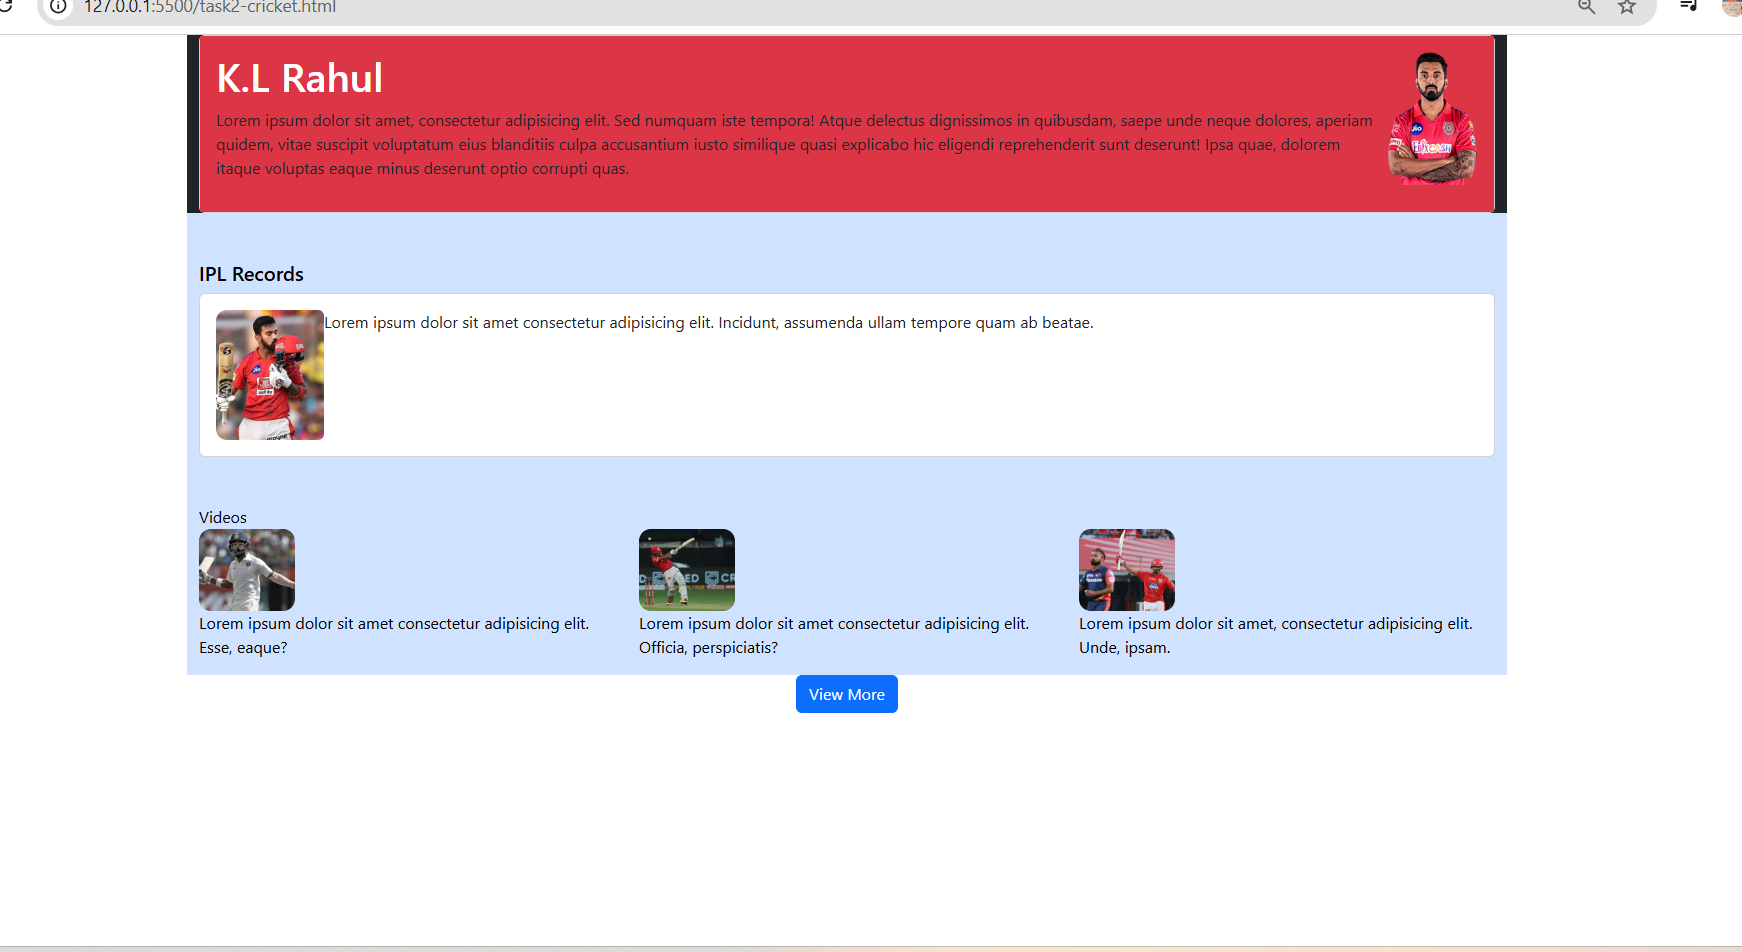 127.0.0.1:5500/task2-cricket.html
K.L Rahul
Lorem ipsum dolor sit amet, consectetur adipisicing elit. Sed numquam iste tempora! Atque delectus dignissimos in quibusdam, saepe unde neque dolores, aperiam
quidem, vitae suscipit voluptatum eius blanditiis culpa accusantium iusto similique quasi explicabo hic eligendi reprehenderit sunt deserunt! Ipsa quae, dolorem
itaque voluptas eaque minus deserunt optio corrupti quas.
Jio
IPL Records
Lorem ipsum dolor sit amet consectetur adipisicing elit. Incidunt, assumenda ullam tempore quam ab beatae.
Jio
Videos
Lorem ipsum dolor sit amet consectetur adipisicing elit.
Esse, eaque?
Lorem ipsum dolor sit amet consectetur adipisicing elit.
Officia, perspiciatis?
Lorem ipsum dolor sit amet, consectetur adipisicing elit.
Unde, ipsam.
View More